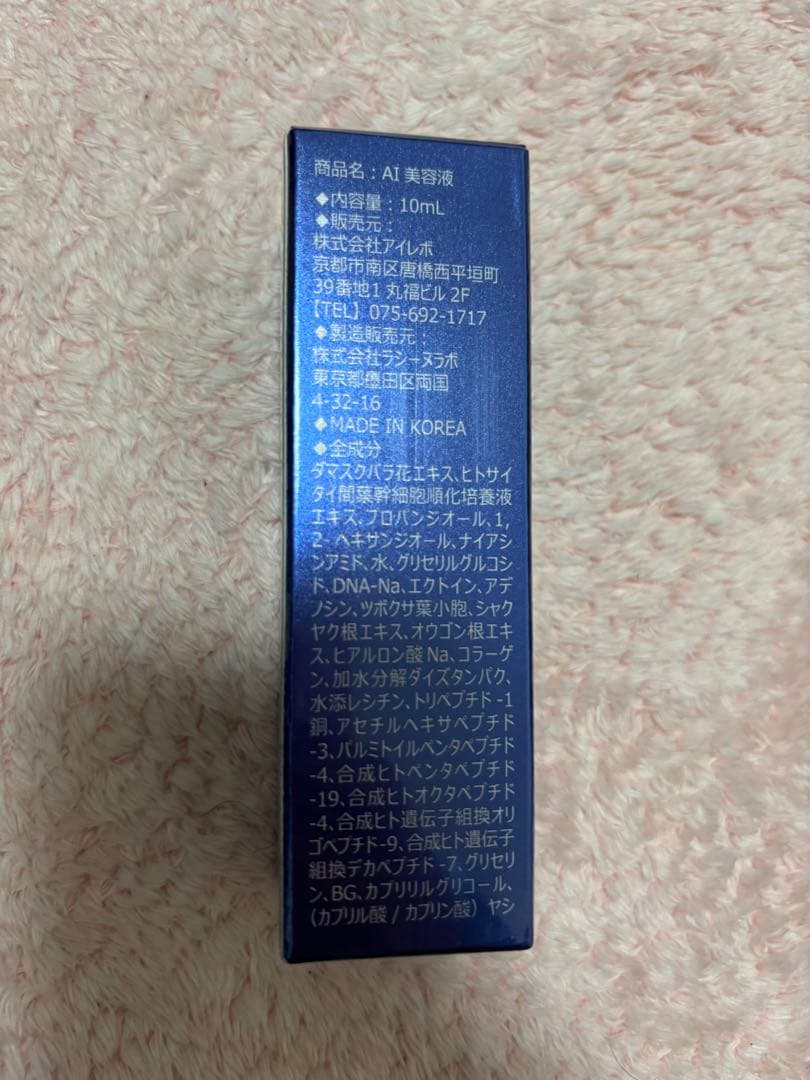 商品名：AI 美容液
◆内容量：10mL
◆販売元：
株式会社アイレボ
京都市南区唐橋西平垣町
39番地1 丸福ビル 2F
【TEL】075-692-1717
◆製造販売元：
株式会社ラシーヌラボ
東京都墨田区両国
4-32-16
◆MADE IN KOREA
◆全成分
ダマスクバラ花エキス、ヒトサイ
タイ間葉幹細胞順化培養液
エキス、プロパンジオール、1,
2- ヘキサンジオール、ナイアシ
ンアミド、水、グリセリルグルコシ
ド、DNA-Na、エクトイン、アデ
ノシン、ツボクサ葉小胞、シャク
ヤク根エキス、オウゴン根エキ
ス、ヒアルロン酸 Na、コラーゲ
ン、加水分解ダイズタンパク、
水添レシチン、トリペプチド -1
銅、アセチルヘキサペプチド
-3、パルミトイルペンタペプチド
-4、合成ヒトペンタペプチド
-19、合成ヒトオクタペプチド
-4、合成ヒト遺伝子組換オリ
ゴペプチド-9、合成ヒト遺伝子
組換デカペプチド -7、グリセリ
ン、BG、カプリリルグリコール、
（カプリル酸 / カプリン酸）ヤシ